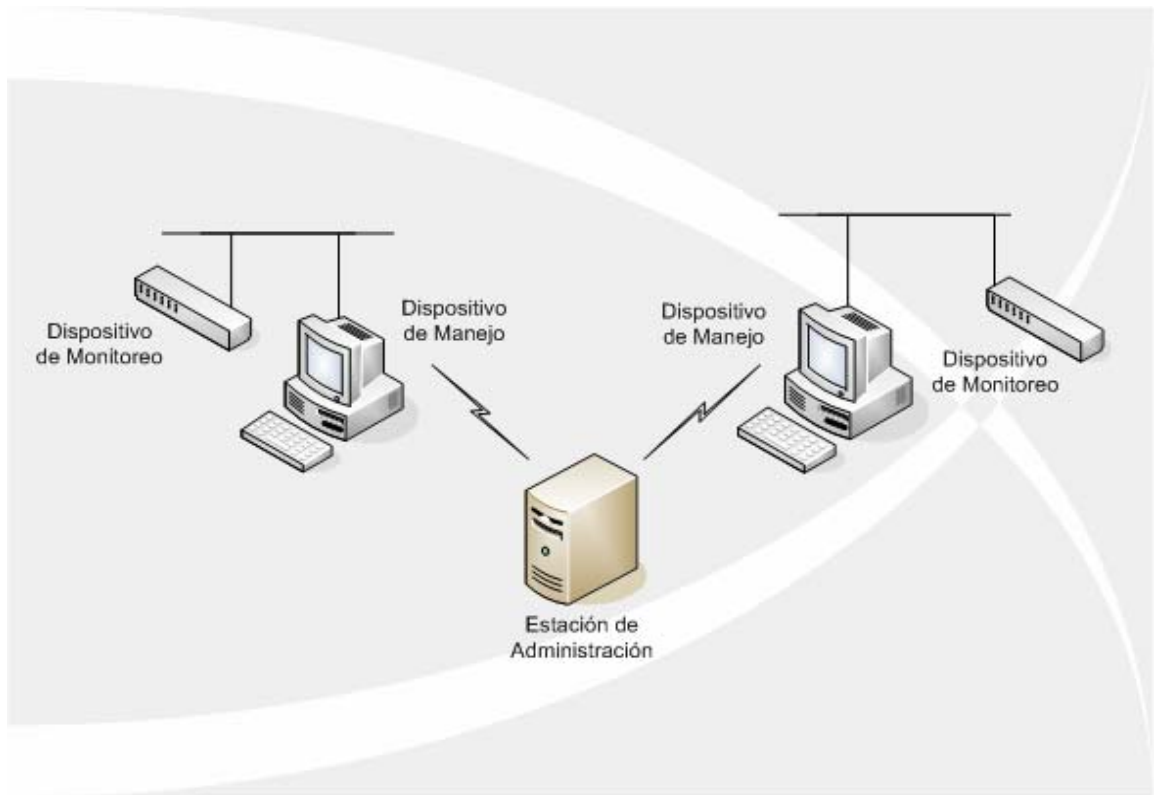 Dispositivo
de Monitoreo
Dispositivo
de Manejo
Dispositivo
de Manejo
Dispositivo
de Monitoreo
Estación de
Administración